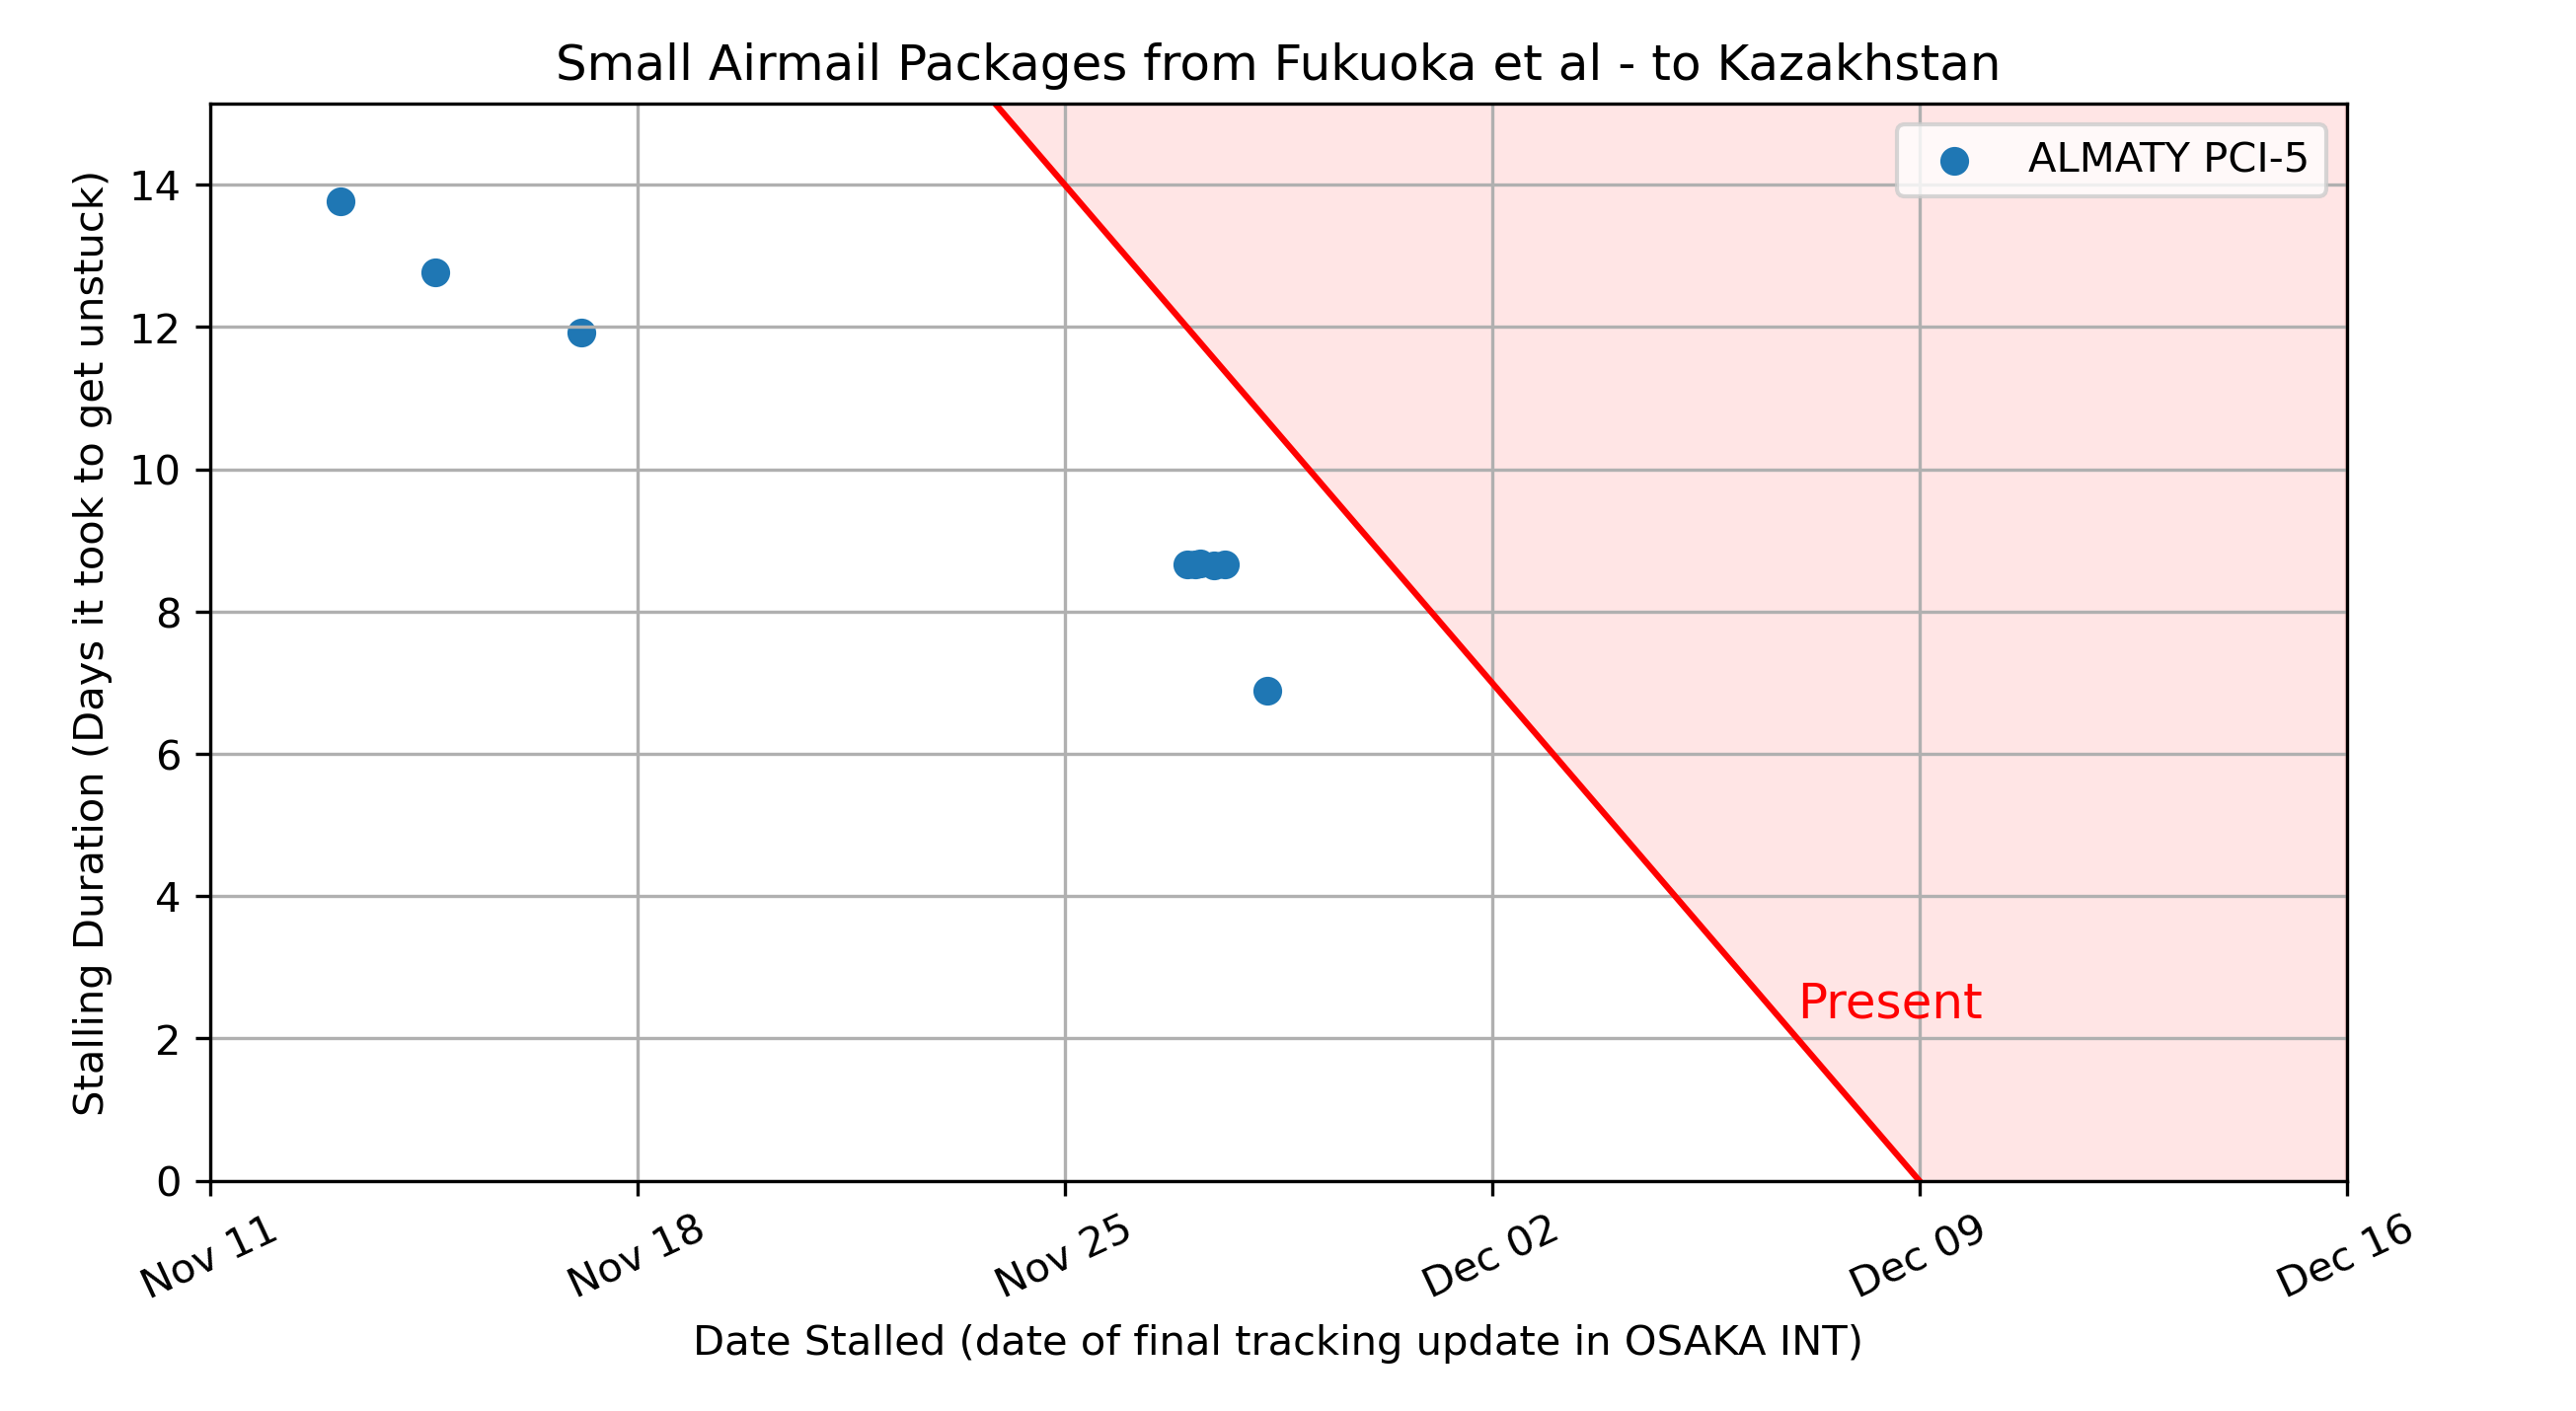 Small Airmail Packages from Fukuoka et al - to Kazakhstan
ALMATY PCI-5
Stalling Duration (Days it took to get unstuck)
14
12
10
8
6
4
2
0
Present
Nov 11
Nov 18
Nov 25
Dec 02
Dec 09
Dec 16
Date Stalled (date of final tracking update in OSAKA INT)